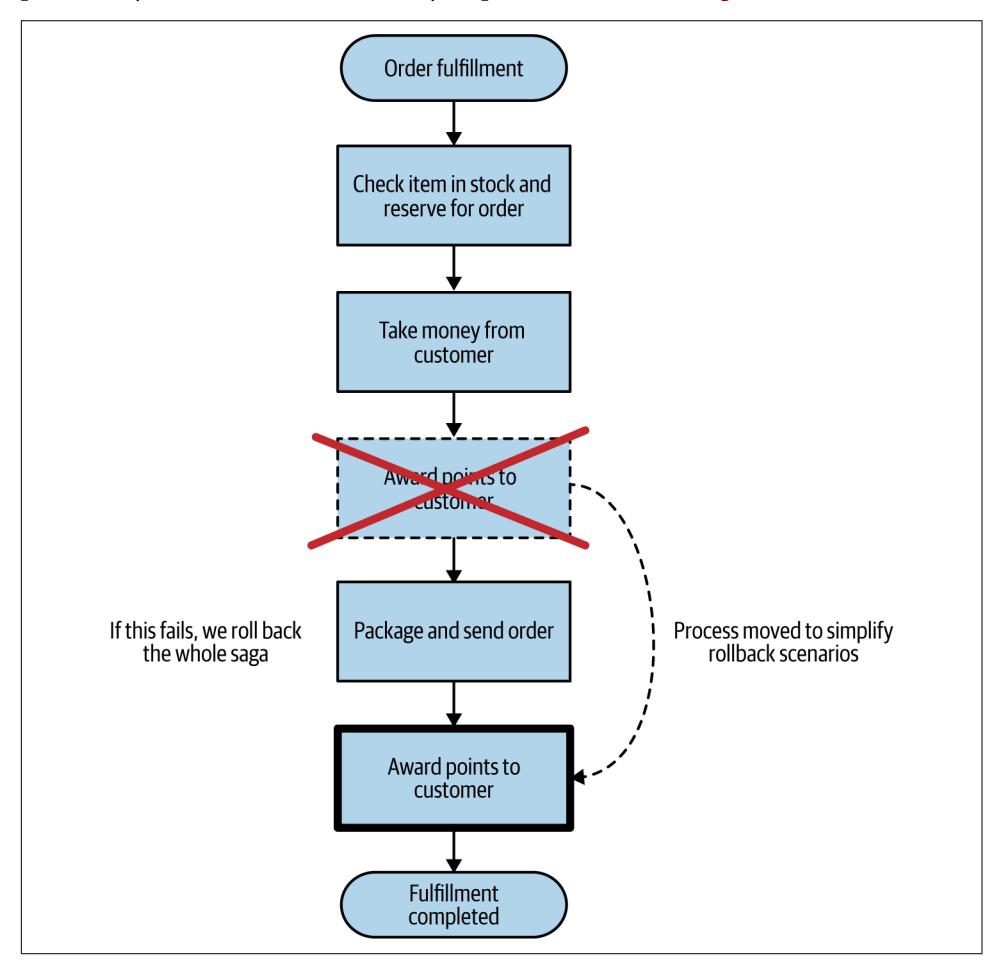 Order fulfillment
Check item in stock and
reserve for order
Take money from
customer
Award points to
customer
If this fails, we roll back
the whole saga
Package and send order
Process moved to simplify
rollback scenarios
Award points to
customer
Fulfillment
completed